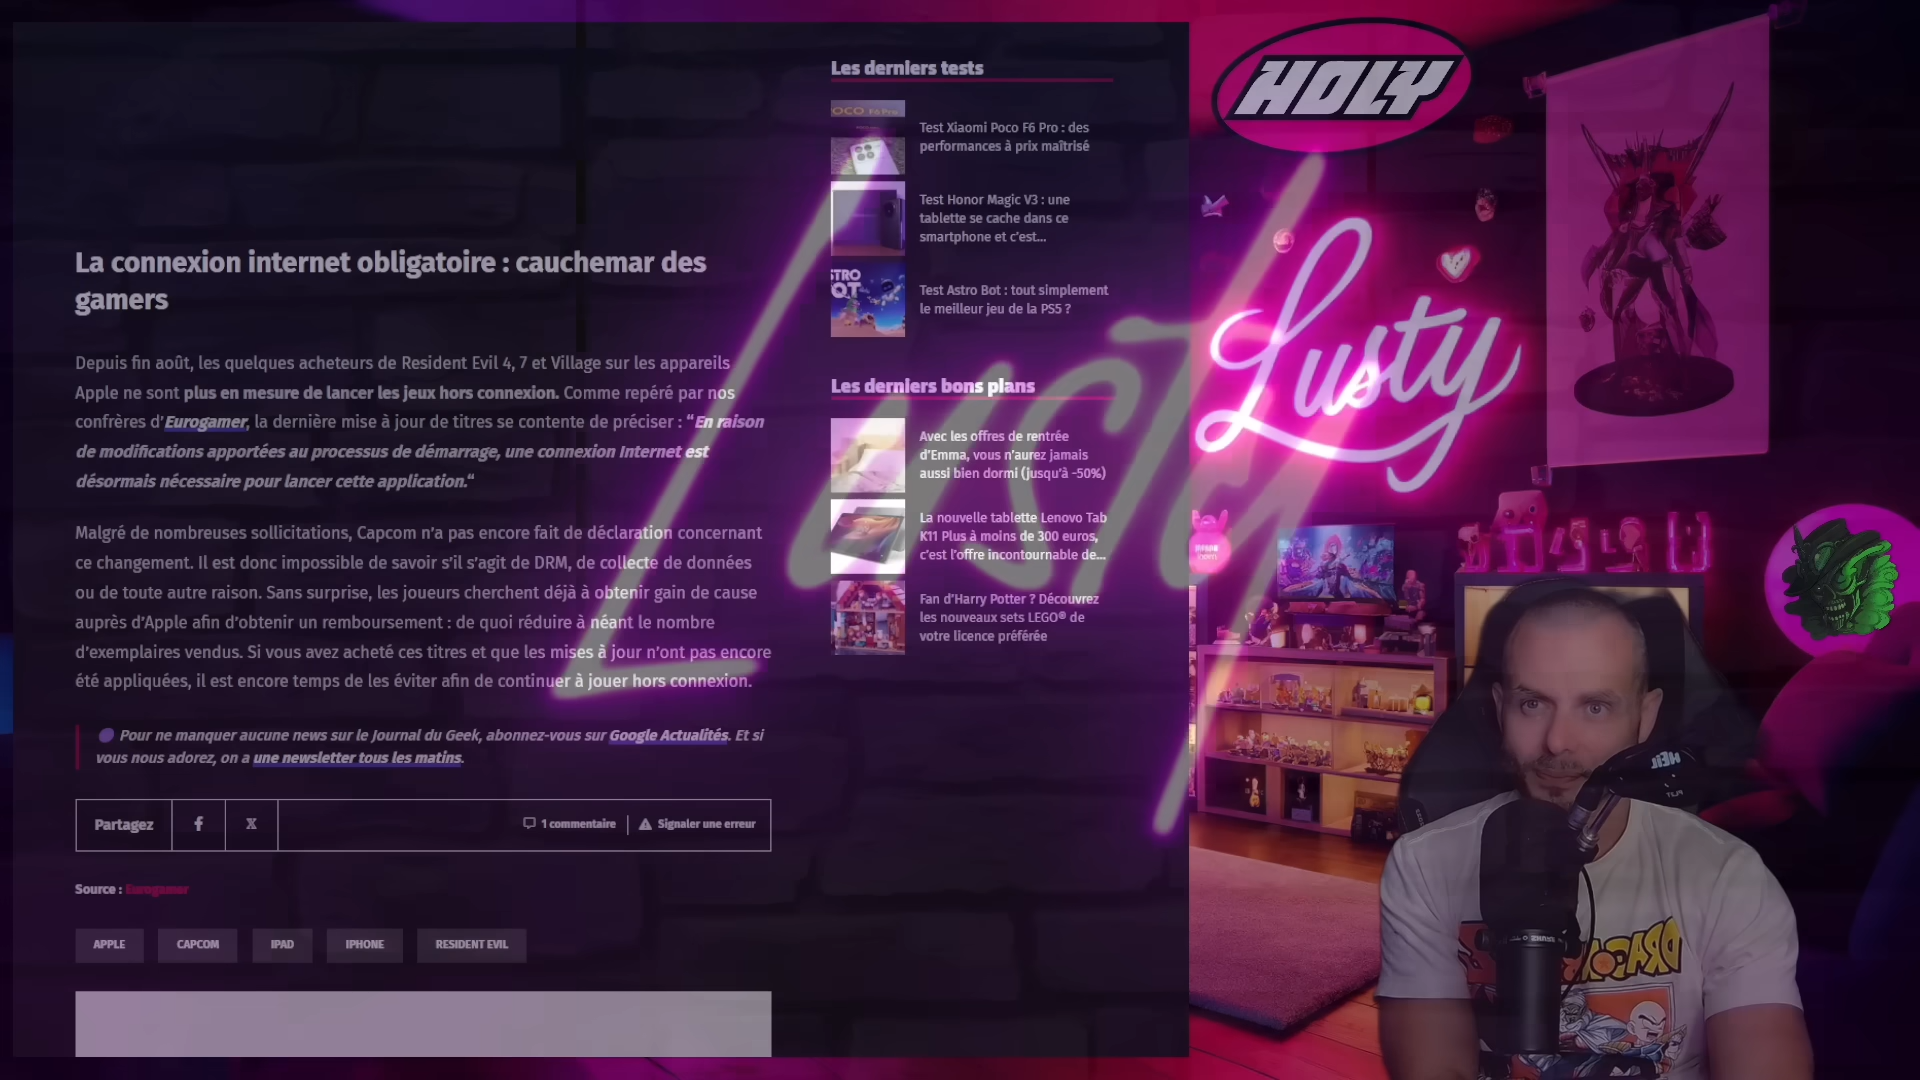 La connexion internet obligatoire : cauchemar des
gamers
Depuis fin août, les quelques acheteurs de Resident Evil 4, 7 et Village sur les appareils
Apple ne sont plus en mesure de lancer les jeux hors connexion. Comme repéré par nos
confrères d’Eurogamer, la dernière mise à jour de titres se contente de préciser : “En raison
de modifications apportées au processus de démarrage, une connexion Internet est
désormais nécessaire pour lancer cette application.“
Malgré de nombreuses sollicitations, Capcom n’a pas encore fait de déclaration concernant
ce changement. Il est donc impossible de savoir s’il s’agit de DRM, de collecte de données
ou de toute autre raison. Sans surprise, les joueurs cherchent déjà à obtenir gain de cause
auprès d’Apple afin d’obtenir un remboursement : de quoi réduire à néant le nombre
d’exemplaires vendus. Si vous avez acheté ces titres et que les mises à jour n’ont pas encore
été appliquées, il est encore temps de les éviter afin de continuer à jouer hors connexion.
Pour ne manquer aucune news sur le Journal du Geek, abonnez-vous sur Google Actualités. Et si
vous nous adorez, on a une newsletter tous les matins.
Partagez
1 commentaire
Signaler une erreur
Source : Eurogamer
APPLE
CAPCOM
IPAD
IPHONE
RESIDENT EVIL
Les derniers tests
POCO F6 Pro
Test Xiaomi Poco F6 Pro : des
performances à prix maîtrisé
Test Honor Magic V3 : une
tablette se cache dans ce
smartphone et c’est...
Test Astro Bot : tout simplement
le meilleur jeu de la PS5 ?
Les derniers bons plans
Avec les offres de rentrée
d’Emma, vous n’aurez jamais
aussi bien dormi (jusqu’à -50%)
La nouvelle tablette Lenovo Tab
K11 Plus à moins de 300 euros,
c’est l’offre incontournable de...
Fan d’Harry Potter ? Découvrez
les nouveaux sets LEGO® de
votre licence préférée
Lusty
HOLY
Lusty
DRAGON